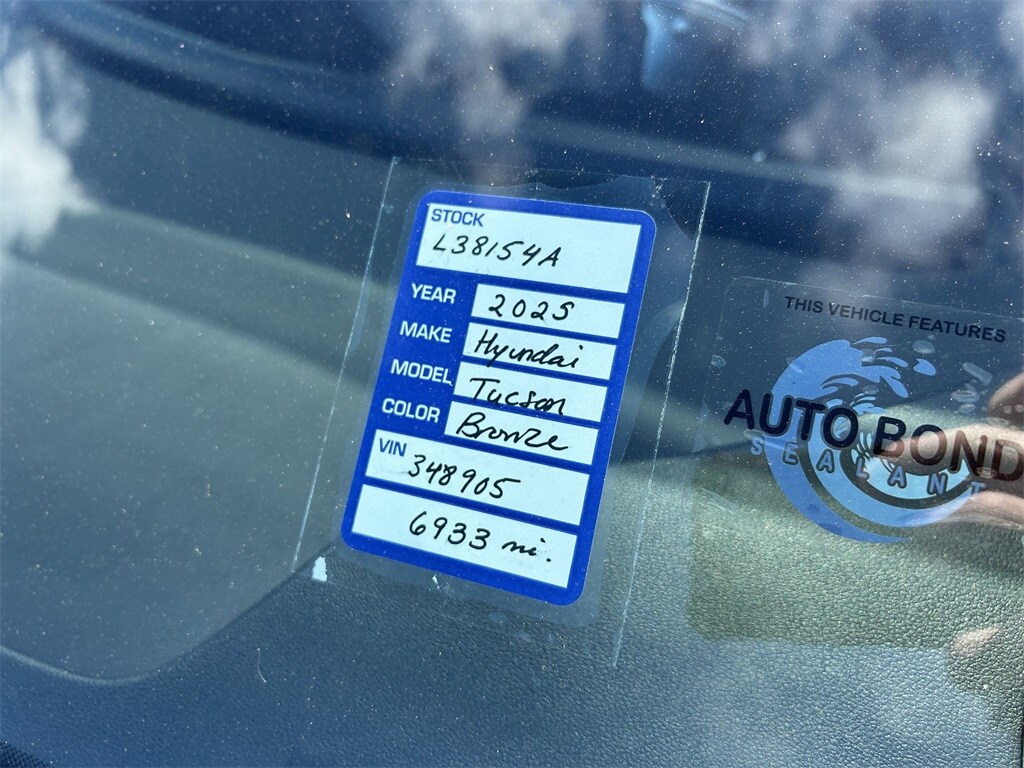 STOCK
L38154A
YEAR 2025
MAKE Hyundai
MODEL Tucson
COLOR Bronze
VIN 348905
6933 mi.
THIS VEHICLE FEATURES
AUTO BOND
SEALANT